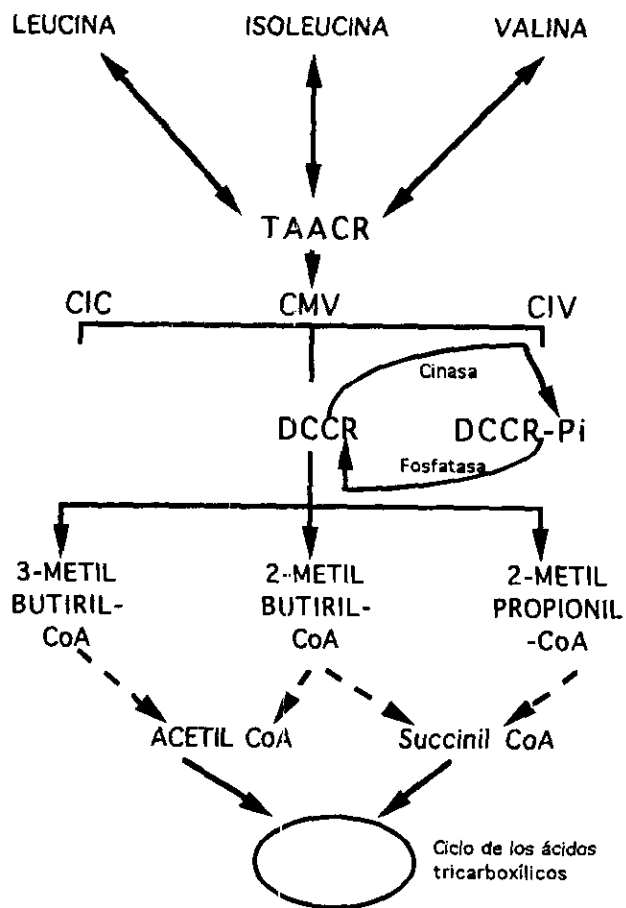 LEUCINA ISOLEUCINA VALINA
TAACR
CIC CMV CIV
Cinasa
DCCR DCCR-Pi
Fosfatasa
3-METIL 2-METIL 2-METIL
BUTIRIL- BUTIRIL- PROPIONIL
CoA CoA -CoA
ACETIL CoA Succinil CoA
Ciclo de los ácidos
tricarboxílicos